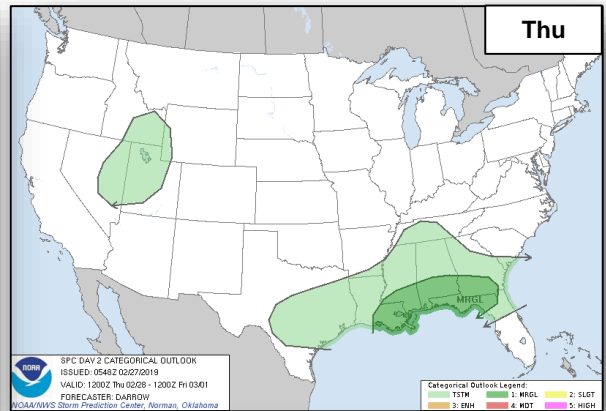 Thu
MRGL
SPC DAY 2 CATEGORICAL OUTLOOK
ISSUED: 0548Z 02/27/2019
VALID: 1200Z Thu 02/28 - 1200Z Fri 03/01
FORECASTER: DARROW
NOAA/NWS Storm Prediction Center, Norman, Oklahoma
NOAA
Categorical Outlook Legend:
TSTM 1: MRGL 2: SLGT
3: ENH 4: MDT 5: HIGH